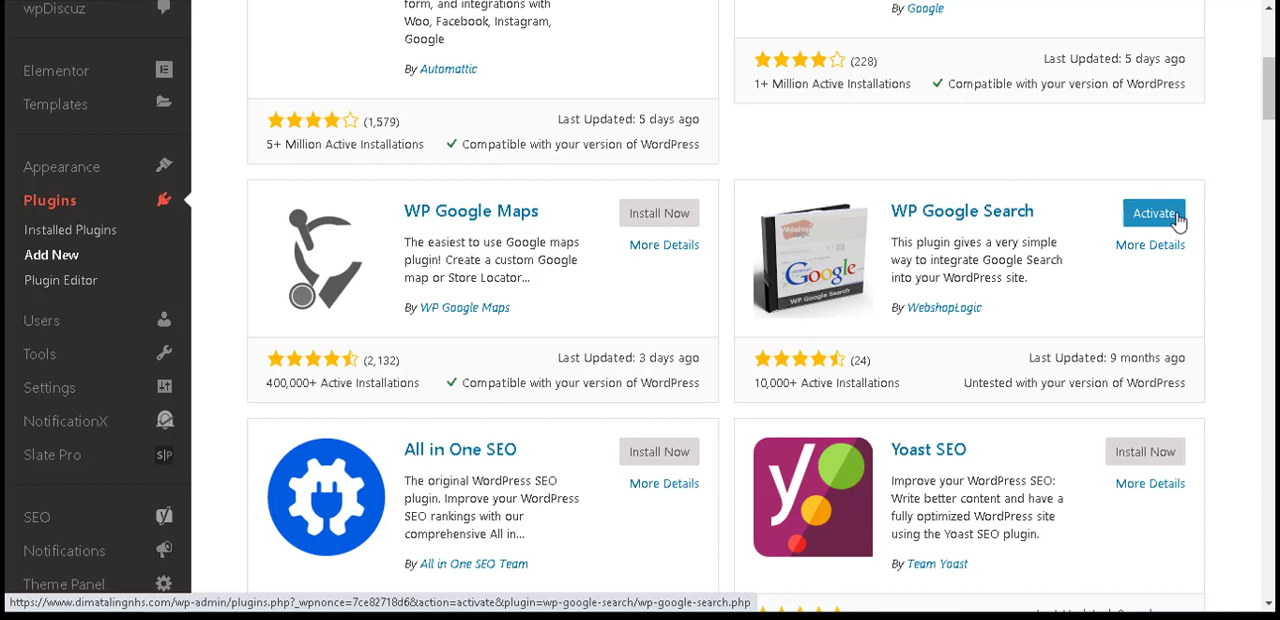 wpDiscuz
Elementor
Templates
Appearance
Plugins
Installed Plugins
Add New
Plugin Editor
Users
Tools
Settings
NotificationX
Slate Pro
S|P
SEO
Notifications
Theme Panel
form, and integrations with
Woo, Facebook, Instagram,
Google
By Automattic
(1,579)
Last Updated: 5 days ago
5+ Million Active Installations
Compatible with your version of WordPress
By Google
(228)
Last Updated: 5 days ago
1+ Million Active Installations
Compatible with your version of WordPress
WP Google Maps
Install Now
The easiest to use Google maps
plugin! Create a custom Google
map or Store Locator...
More Details
By WP Google Maps
(2,132)
Last Updated: 3 days ago
400,000+ Active Installations
Compatible with your version of WordPress
Google
WP Google Search
WP Google Search
Activate
This plugin gives a very simple
way to integrate Google Search
into your WordPress site.
More Details
By WebshopLogic
(24)
Last Updated: 9 months ago
10,000+ Active Installations
Untested with your version of WordPress
All in One SEO
Install Now
The original WordPress SEO
plugin. Improve your WordPress
SEO rankings with our
comprehensive All in...
More Details
By All in One SEO Team
y
Yoast SEO
Install Now
Improve your WordPress SEO:
Write better content and have a
fully optimized WordPress site
using the Yoast SEO plugin.
More Details
By Team Yoast
https://www.dimatalingnhs.com/wp-admin/plugins.php?_wpnonce=7ce82718d6&action=activate&plugin=wp-google-search/wp-google-search.php